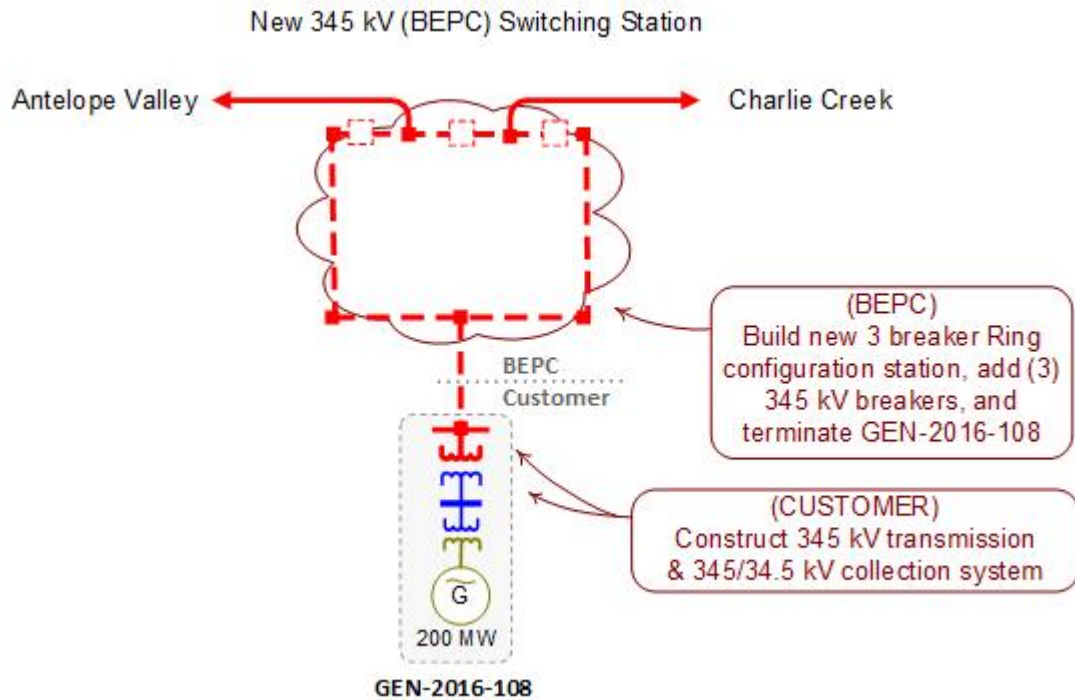 New 345 kV (BEPC) Switching Station
Antelope Valley
Charlie Creek
(BEPC)
Build new 3 breaker Ring
configuration station, add (3)
345 kV breakers, and
terminate GEN-2016-108
BEPC
Customer
(CUSTOMER)
Construct 345 kV transmission
& 345/34.5 kV collection system
G
200 MW
GEN-2016-108